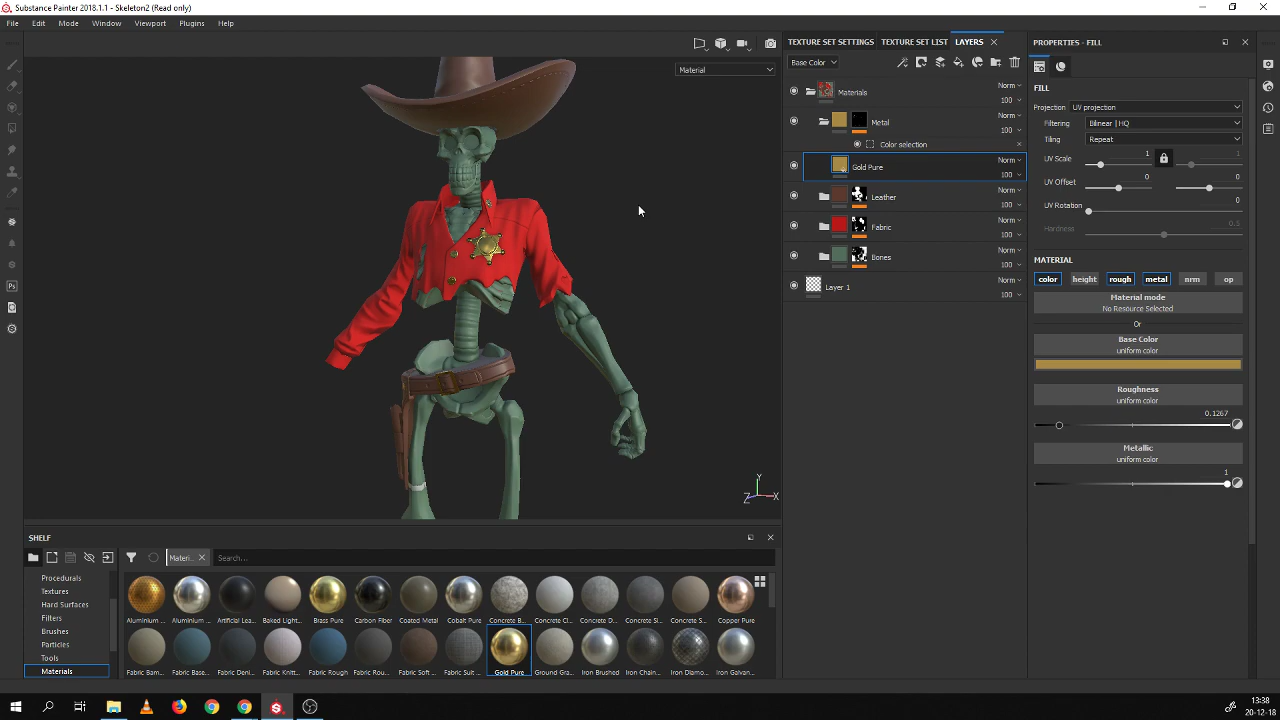 Substance Painter 2018.1.1 - Skeleton2 (Read only)
File Edit Mode Window Viewport Plugins Help
TEXTURE SET SETTINGS TEXTURE SET LIST LAYERS
PROPERTIES - FILL
Material
Base Color
Materials Norm
100
Metal Norm
100
Color selection
Gold Pure Norm
100
Leather Norm
100
Fabric Norm
100
Bones Norm
100
Layer 1 Norm
100
FILL
Projection UV projection
Filtering Bilinear | HQ
Tiling Repeat
UV Scale 1 1
UV Offset 0 0
UV Rotation 0
Hardness 0.5
MATERIAL
color height rough metal nrm op
Material mode
No Resource Selected
Or
Base Color
uniform color
Roughness
uniform color
0.1267
Metallic
uniform color
1
Y
Z X
Ps
SHELF
Materi... Search...
Procedurals
Textures
Hard Surfaces
Filters
Brushes
Particles
Tools
Materials
Aluminium ... Aluminium ... Artificial Lea... Baked Light... Brass Pure Carbon Fiber Coated Metal Cobalt Pure Concrete B... Concrete Cl... Concrete D... Concrete Si... Concrete S... Copper Pure
Fabric Bam... Fabric Base... Fabric Deni... Fabric Knitt... Fabric Rough Fabric Rou... Fabric Soft ... Fabric Suit ... Gold Pure Ground Gra... Iron Brushed Iron Chain... Iron Diamo... Iron Galvan...
13:38
20-12-18